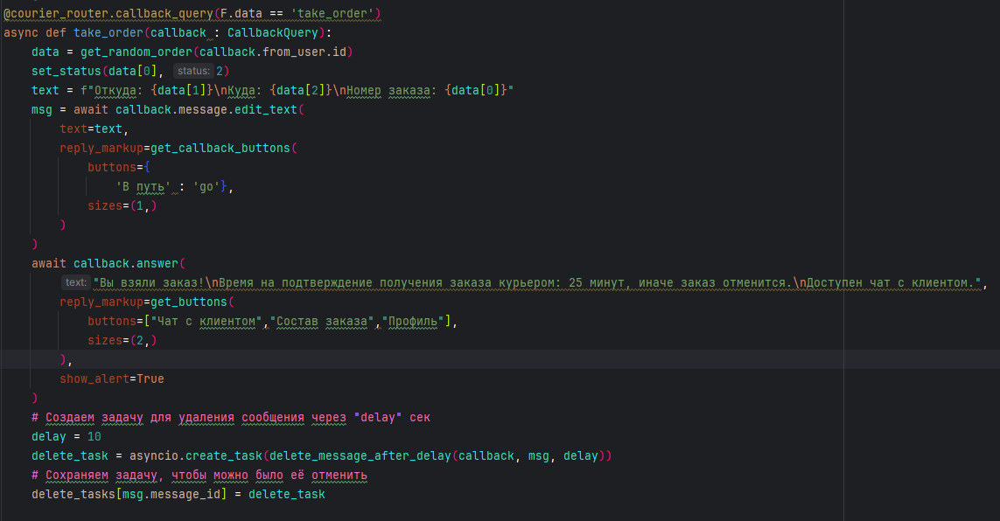 @courier_router.callback_query(F.data == 'take_order')
async def take_order(callback : CallbackQuery):
    data = get_random_order(callback.from_user.id)
    set_status(data[0], status: 2)
    text = f"Откуда: {data[1]}\nКуда: {data[2]}\nНомер заказа: {data[0]}"
    msg = await callback.message.edit_text(
        text=text,
        reply_markup=get_callback_buttons(
            buttons={
                'В путь' : 'go'},
            sizes=(1,)
        )
    )
    await callback.answer(
        text: "Вы взяли заказ!\nВремя на подтверждение получения заказа курьером: 25 минут, иначе заказ отменится.\nДоступен чат с клиентом.",
        reply_markup=get_buttons(
            buttons=["Чат с клиентом","Состав заказа","Профиль"],
            sizes=(2,)
        ),
        show_alert=True
    )
    # Создаем задачу для удаления сообщения через "delay" сек
    delay = 10
    delete_task = asyncio.create_task(delete_message_after_delay(callback, msg, delay))
    # Сохраняем задачу, чтобы можно было её отменить
    delete_tasks[msg.message_id] = delete_task